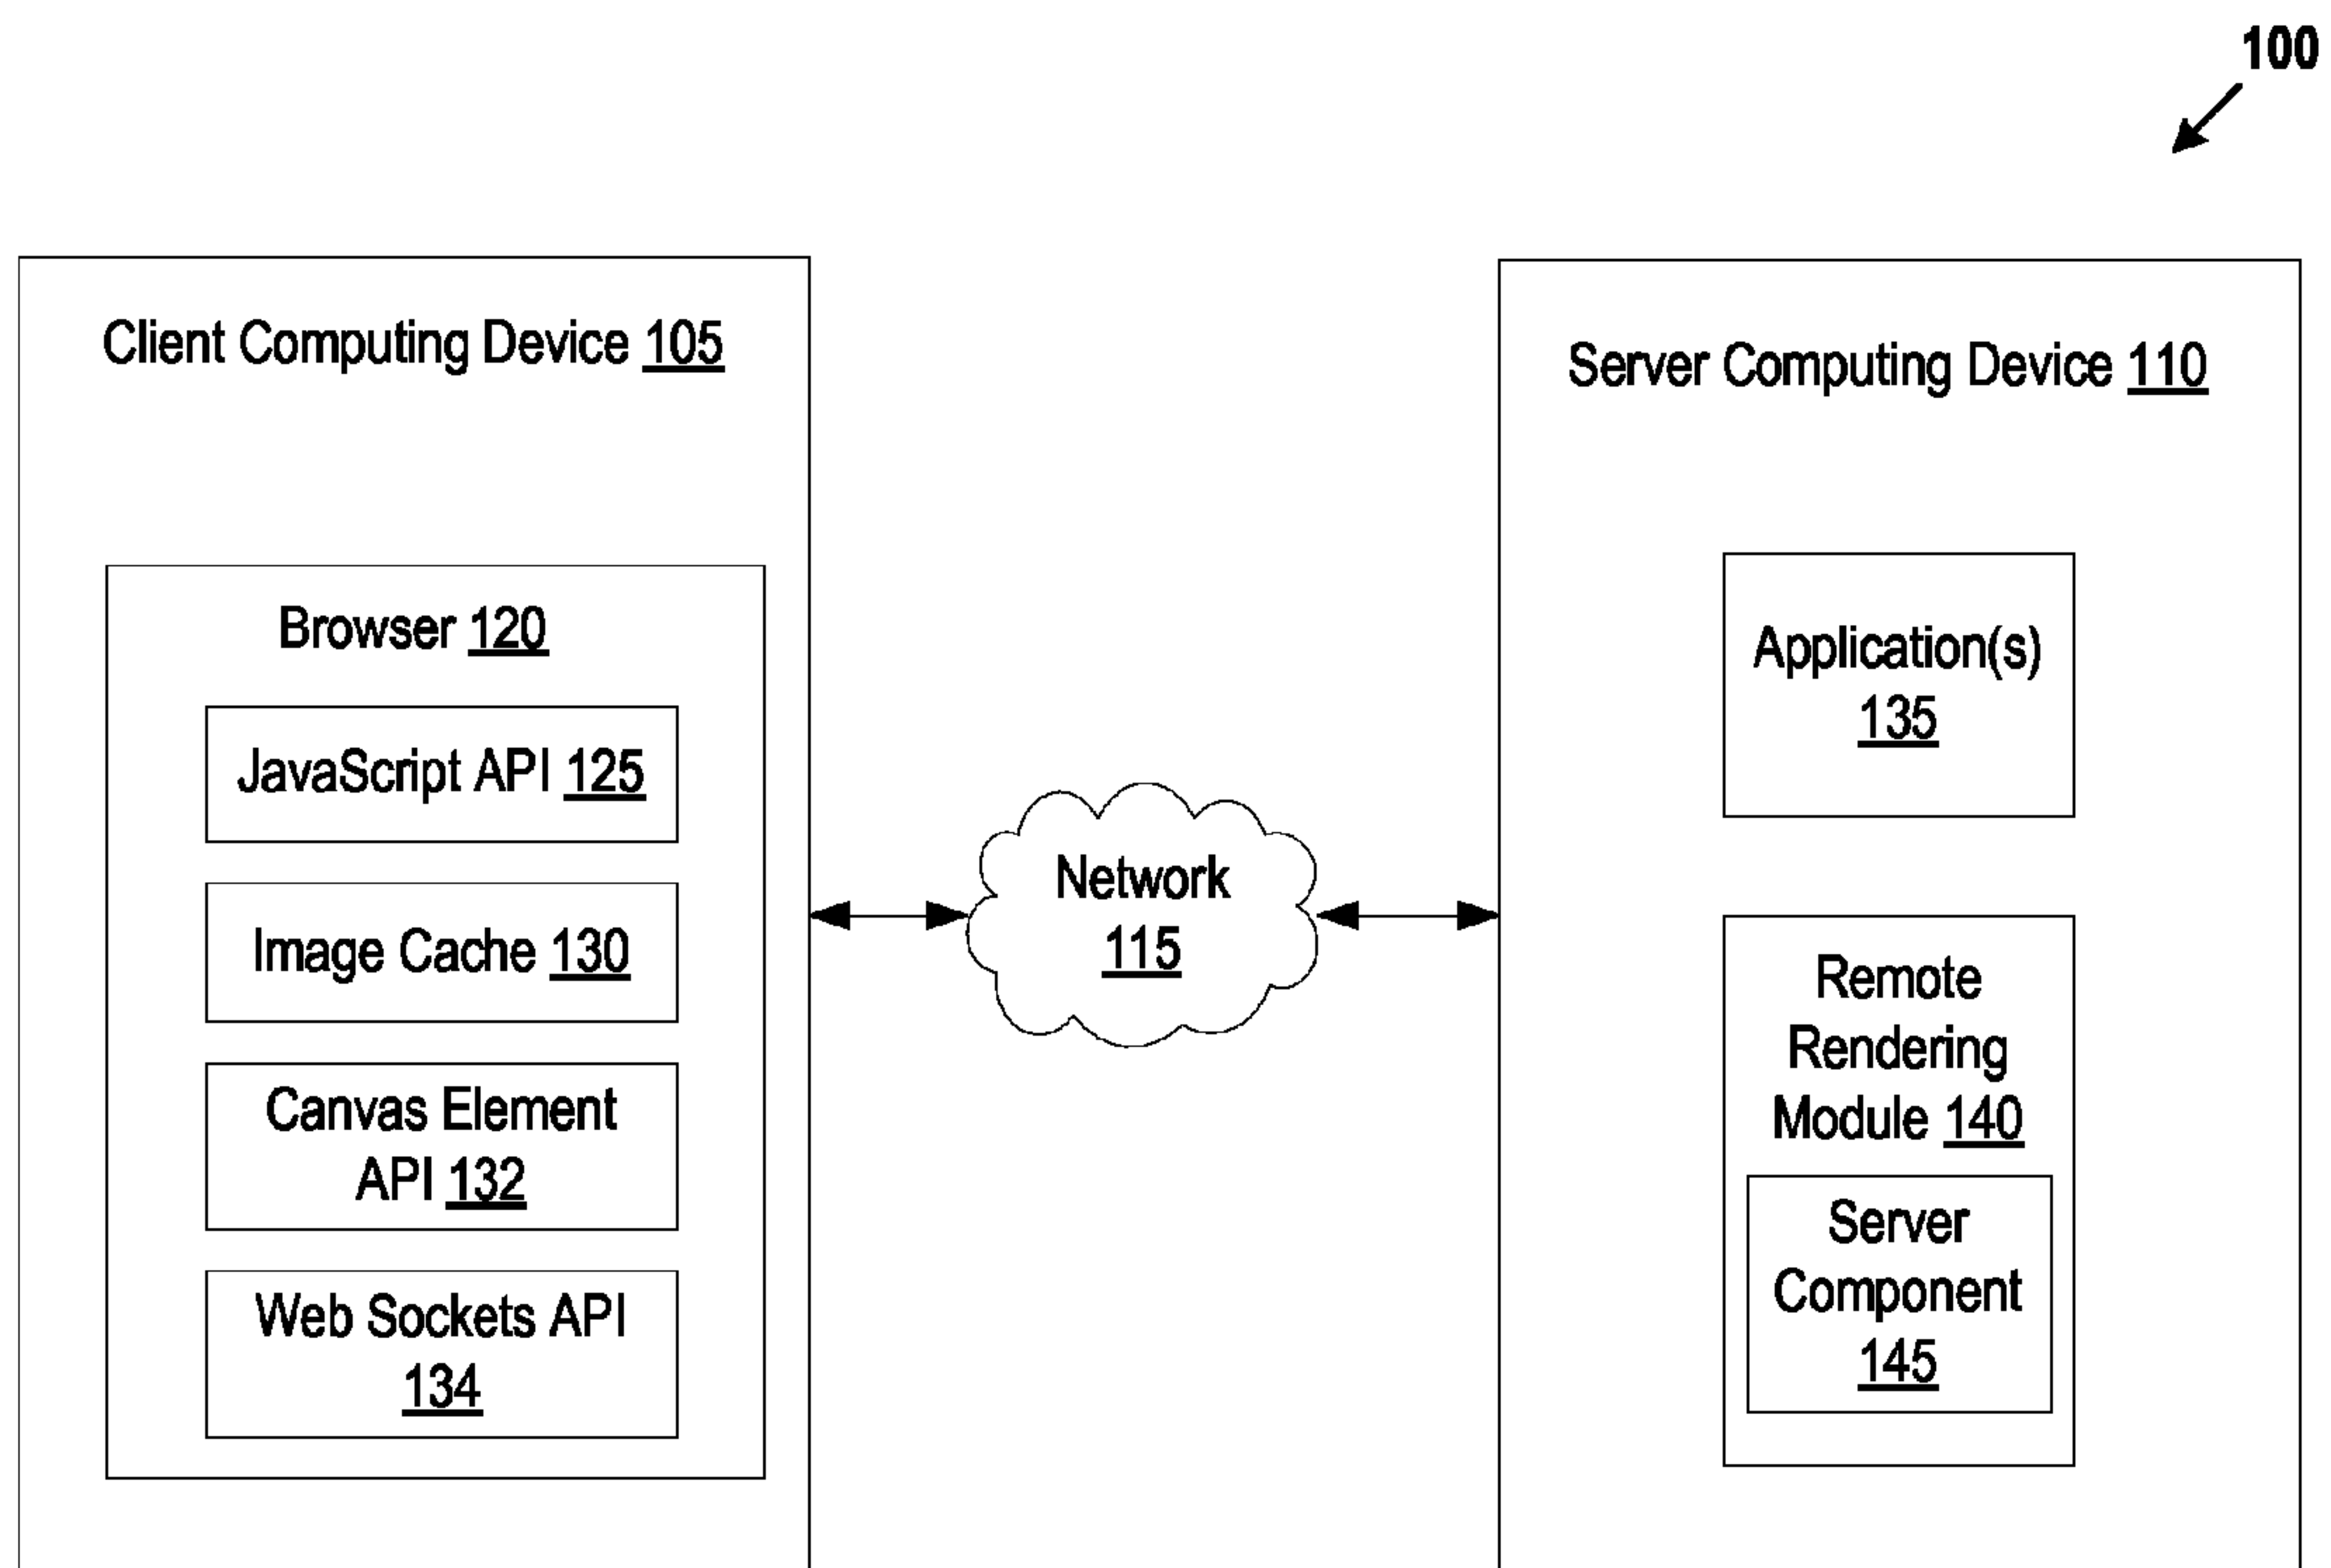 100
Client Computing Device 105
Browser 120
JavaScript API 125
Image Cache 130
Canvas Element
API 132
Web Sockets API
134
Network
115
Server Computing Device 110
Application(s)
135
Remote
Rendering
Module 140
Server
Component
145